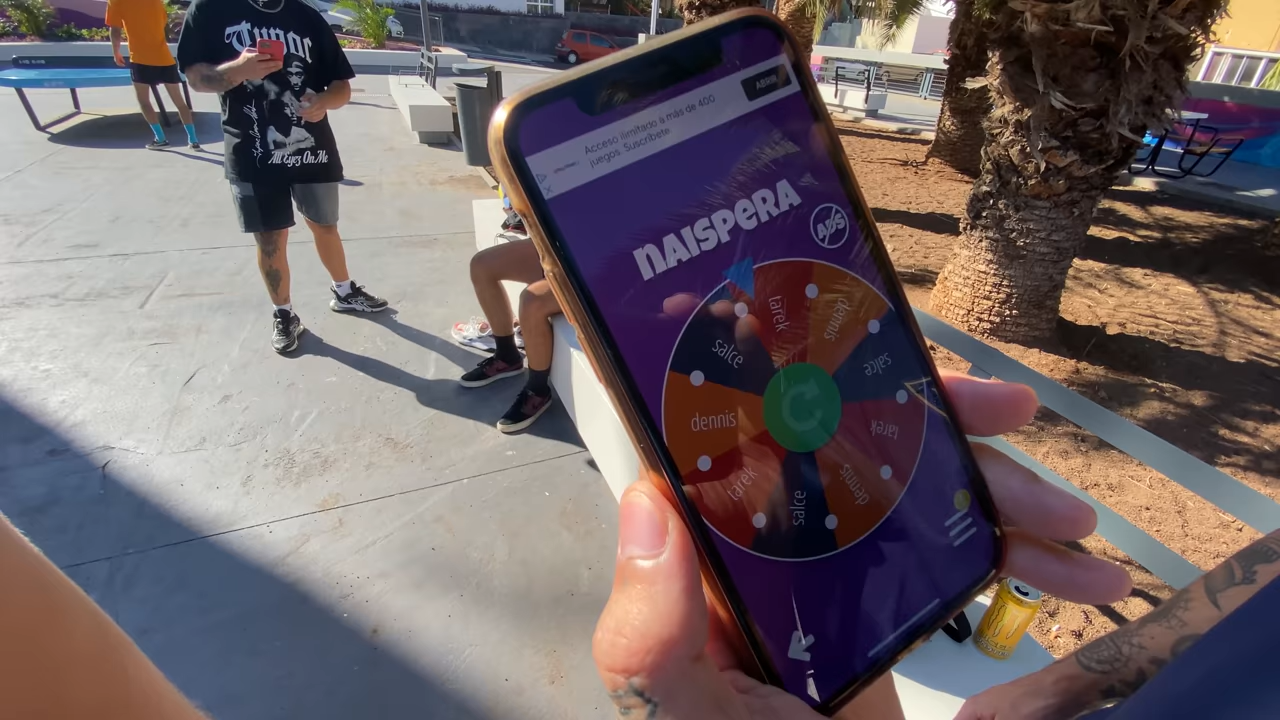 Tupac
All Eyez On Me
Acceso ilimitado a más de 400
juegos. Suscríbete.
ABRIR
NAISPERA
ADS
tarek
dennis
salce
tarek
dennis
salce
tarek
dennis
salce